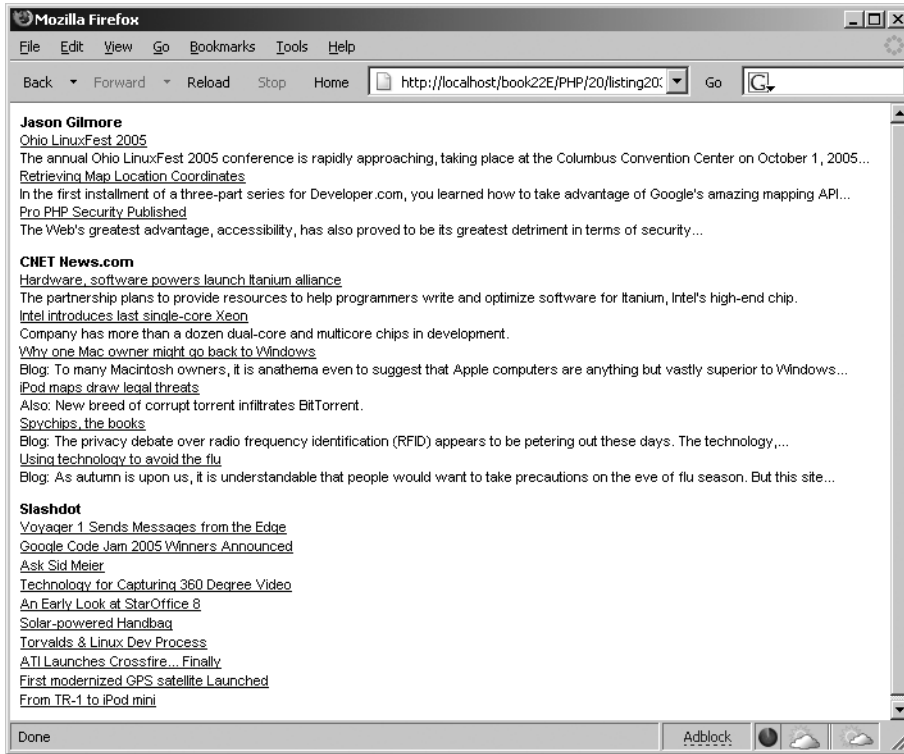 Mozilla Firefox
File Edit View Go Bookmarks Tools Help
Back Forward Reload Stop Home http://localhost/book22E/PHP/20/listing20: Go G
Jason Gilmore
Ohio LinuxFest 2005
The annual Ohio LinuxFest 2005 conference is rapidly approaching, taking place at the Columbus Convention Center on October 1, 2005...
Retrieving Map Location Coordinates
In the first installment of a three-part series for Developer.com, you learned how to take advantage of Google's amazing mapping API...
Pro PHP Security Published
The Web's greatest advantage, accessibility, has also proved to be its greatest detriment in terms of security...
CNET News.com
Hardware, software powers launch Itanium alliance
The partnership plans to provide resources to help programmers write and optimize software for Itanium, Intel's high-end chip.
Intel introduces last single-core Xeon
Company has more than a dozen dual-core and multicore chips in development.
Why one Mac owner might go back to Windows
Blog: To many Macintosh owners, it is anathema even to suggest that Apple computers are anything but vastly superior to Windows...
iPod maps draw legal threats
Also: New breed of corrupt torrent infiltrates BitTorrent.
Spychips, the books
Blog: The privacy debate over radio frequency identification (RFID) appears to be petering out these days. The technology,...
Using technology to avoid the flu
Blog: As autumn is upon us, it is understandable that people would want to take precautions on the eve of flu season. But this site...
Slashdot
Voyager 1 Sends Messages from the Edge
Google Code Jam 2005 Winners Announced
Ask Sid Meier
Technology for Capturing 360 Degree Video
An Early Look at StarOffice 8
Solar-powered Handbag
Torvalds & Linux Dev Process
ATI Launches Crossfire... Finally
First modernized GPS satellite Launched
From TR-1 to iPod mini
Done Adblock